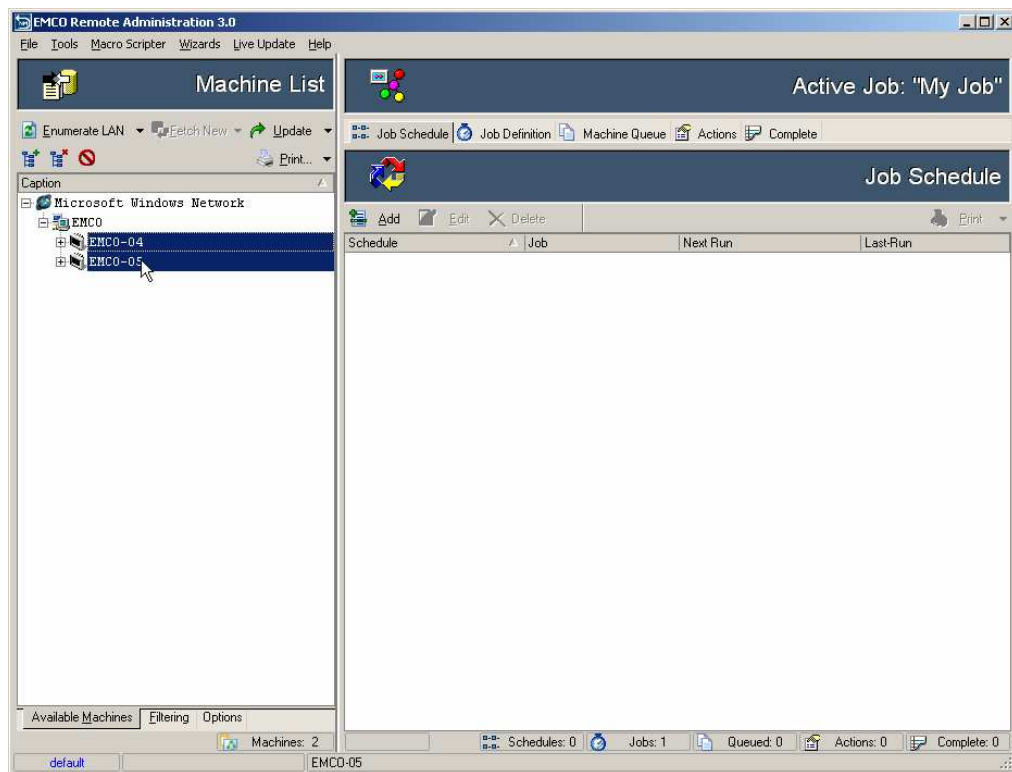 EMCO Remote Administration 3.0
File Tools Macro Scripter Wizards Live Update Help
Machine List
Active Job: "My Job"
Enumerate LAN Fetch New Update
Job Schedule Job Definition Machine Queue Actions Complete
Print...
Caption
Job Schedule
Microsoft Windows Network
EMCO
Add Edit Delete Print
EMCO-04
Schedule Job Next Run Last-Run
EMCO-05
Available Machines Filtering Options
Machines: 2
Schedules: 0 Jobs: 1 Queued: 0 Actions: 0 Complete: 0
default EMCO-05